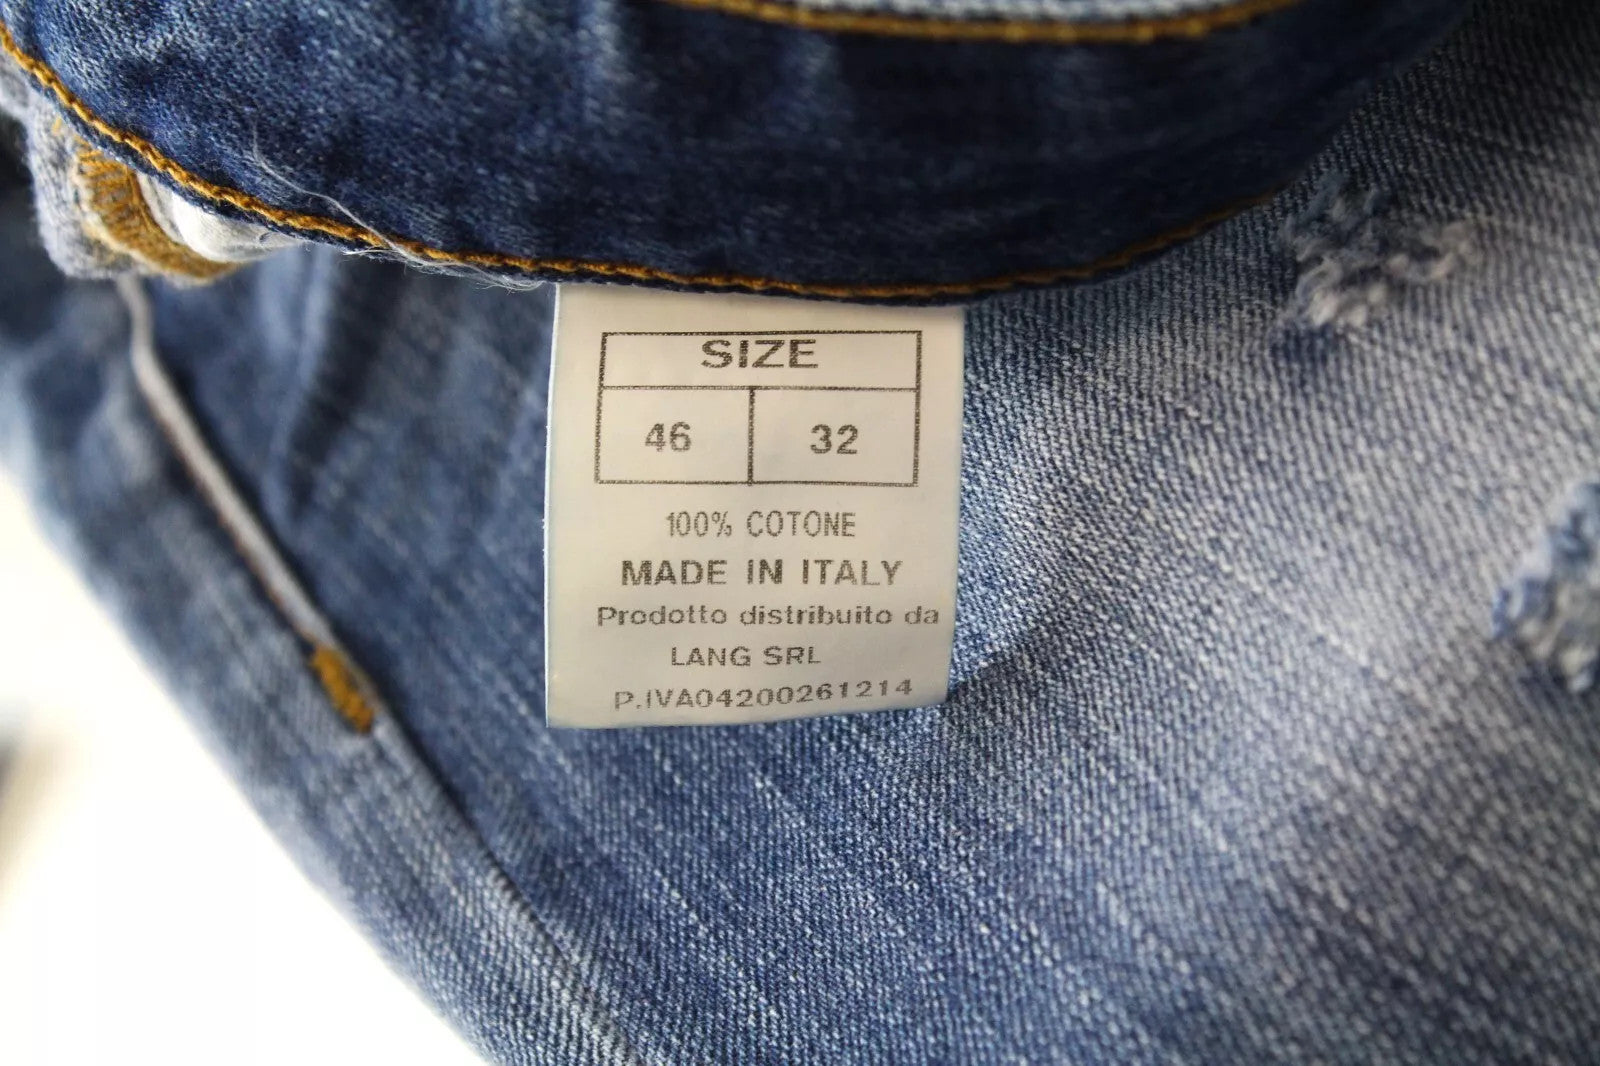 SIZE
46 32
100% COTONE
MADE IN ITALY
Prodotto distribuito da
LANG SRL
P.IVA04200261214